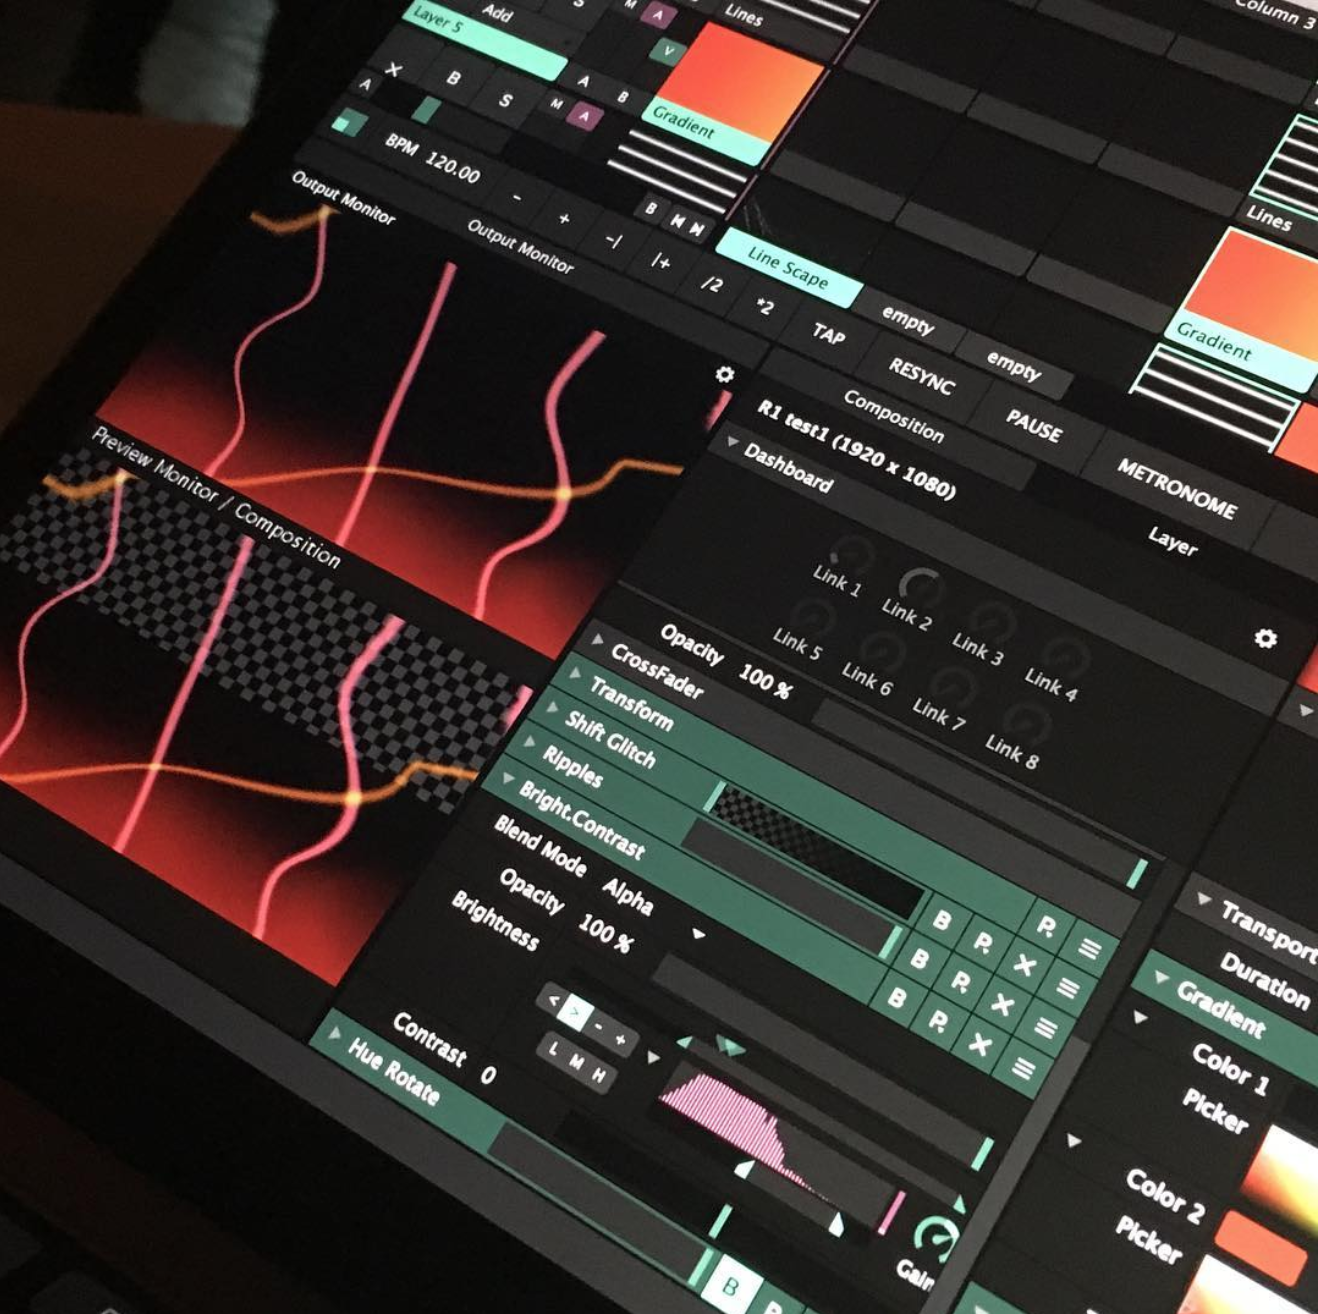 Column 3
Add
S
M
A
Lines
Layer 5
V
X
B
S
A
B
Gradient
A
M
A
BPM 120.00
-
+
-|
|+
/2
*2
TAP
RESYNC
PAUSE
METRONOME
B
Line Scape
empty
empty
Lines
Gradient
Output Monitor
Output Monitor
Composition
Layer
R1 test1 (1920 x 1080)
Dashboard
Link 1
Link 2
Link 3
Link 4
Link 5
Link 6
Link 7
Link 8
Preview Monitor / Composition
Opacity 100 %
CrossFader
Transform
P.
Shift Glitch
B P. X
Ripples
B P. X
Bright.Contrast
B P. X
Blend Mode Alpha
Opacity 100 %
Brightness
< > - +
L M H
Gain
Contrast 0
Hue Rotate
B
Transport
Duration
Gradient
Color 1
Picker
Color 2
Picker